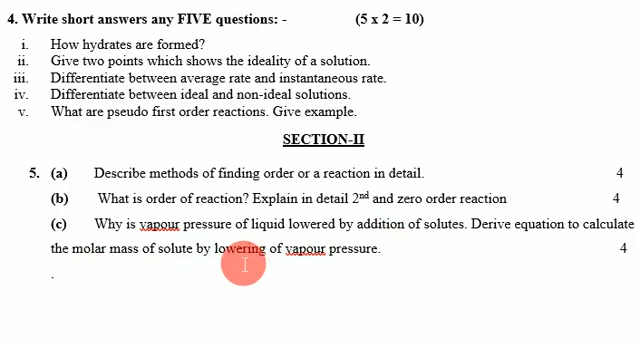 4. Write short answers any FIVE questions: - (5 x 2 = 10)
i. How hydrates are formed?
ii. Give two points which shows the ideality of a solution.
iii. Differentiate between average rate and instantaneous rate.
iv. Differentiate between ideal and non-ideal solutions.
v. What are pseudo first order reactions. Give example.
SECTION-II
5. (a) Describe methods of finding order or a reaction in detail. 4
(b) What is order of reaction? Explain in detail 2nd and zero order reaction 4
(c) Why is vapour pressure of liquid lowered by addition of solutes. Derive equation to calculate
the molar mass of solute by lowering of vapour pressure. 4
.